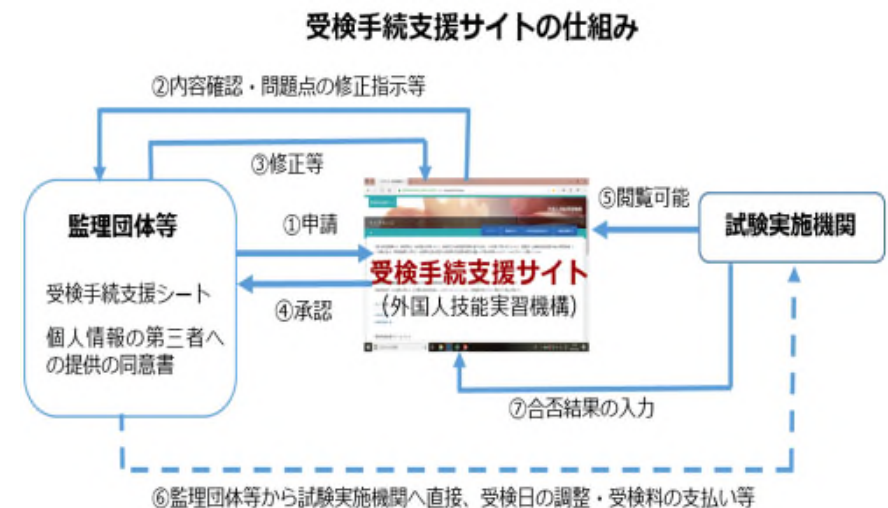 受検手続支援サイトの仕組み
②内容確認・問題点の修正指示等
③修正等
監理団体等
受検手続支援シート
個人情報の第三者へ
の提供の同意書
①申請
④承認
受検手続支援サイト
(外国人技能実習機構)
⑤閲覧可能
試験実施機関
⑦合否結果の入力
⑥監理団体等から試験実施機関へ直接、受検日の調整・受検料の支払い等